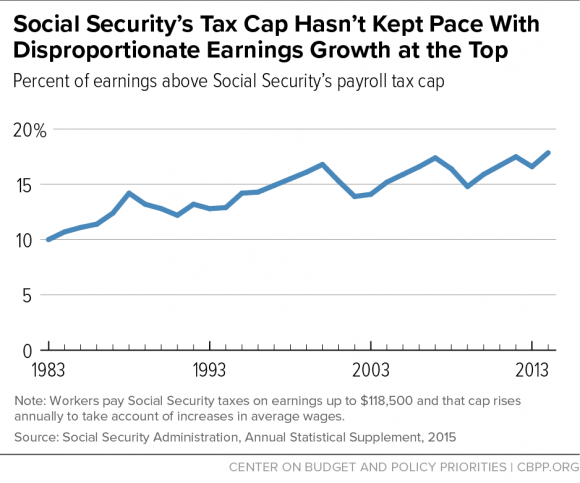 Social Security's Tax Cap Hasn't Kept Pace With
Disproportionate Earnings Growth at the Top
Percent of earnings above Social Security's payroll tax cap
20%
15
10
5
0
1983 1993 2003 2013
Note: Workers pay Social Security taxes on earnings up to $118,500 and that cap rises
annually to take account of increases in average wages.
Source: Social Security Administration, Annual Statistical Supplement, 2015
CENTER ON BUDGET AND POLICY PRIORITIES | CBPP.ORG